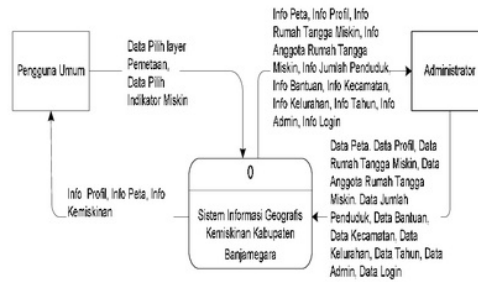 Pengguna Umum
Data Pilih layer
Pemetaan,
Data Pilih
Indikator Miskin
Info Peta, Info Profil, Info
Rumah Tangga Miskin, Info
Anggota Rumah Tangga
Miskin, Info Jumlah Penduduk,
Info Bantuan, Info Kecamatan,
Info Kelurahan, Info Tahun, Info
Admin, Info Login
Administrator
Info Profil, Info Peta, Info
Kemiskinan
0
Sistem Informasi Geografis
Kemiskinan Kabupaten
Banjarnegara
Data Peta. Data Profil, Data
Rumah Tangga Miskin, Data
Anggota Rumah Tangga
Miskin. Data Jumlah
Penduduk, Data Bantuan,
Data Kecamatan, Data
Kelurahan, Data Tahun, Data
Admin, Data Login